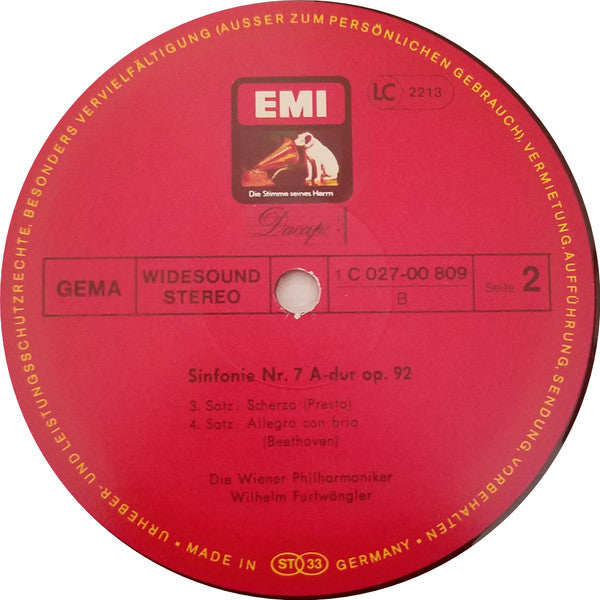 URHEBER- UND LEISTUNGSSCHUTZRECHTE, BESONDERS VERVIELFÄLTIGUNG (AUSSER ZUM PERSÖNLICHEN GEBRAUCH), VERMIETUNG, AUFFÜHRUNG, SENDUNG, VORBEHALTEN
EMI
LC 2213
Die Stimme seines Herrn
Dacapo
GEMA
WIDESOUND
STEREO
1 C 027-00 809
B
Seite 2
Sinfonie Nr. 7 A-dur op. 92
3. Satz: Scherzo (Presto)
4. Satz: Allegro con brio
(Beethoven)
Die Wiener Philharmoniker
Wilhelm Furtwängler
• MADE IN ST 33 GERMANY •